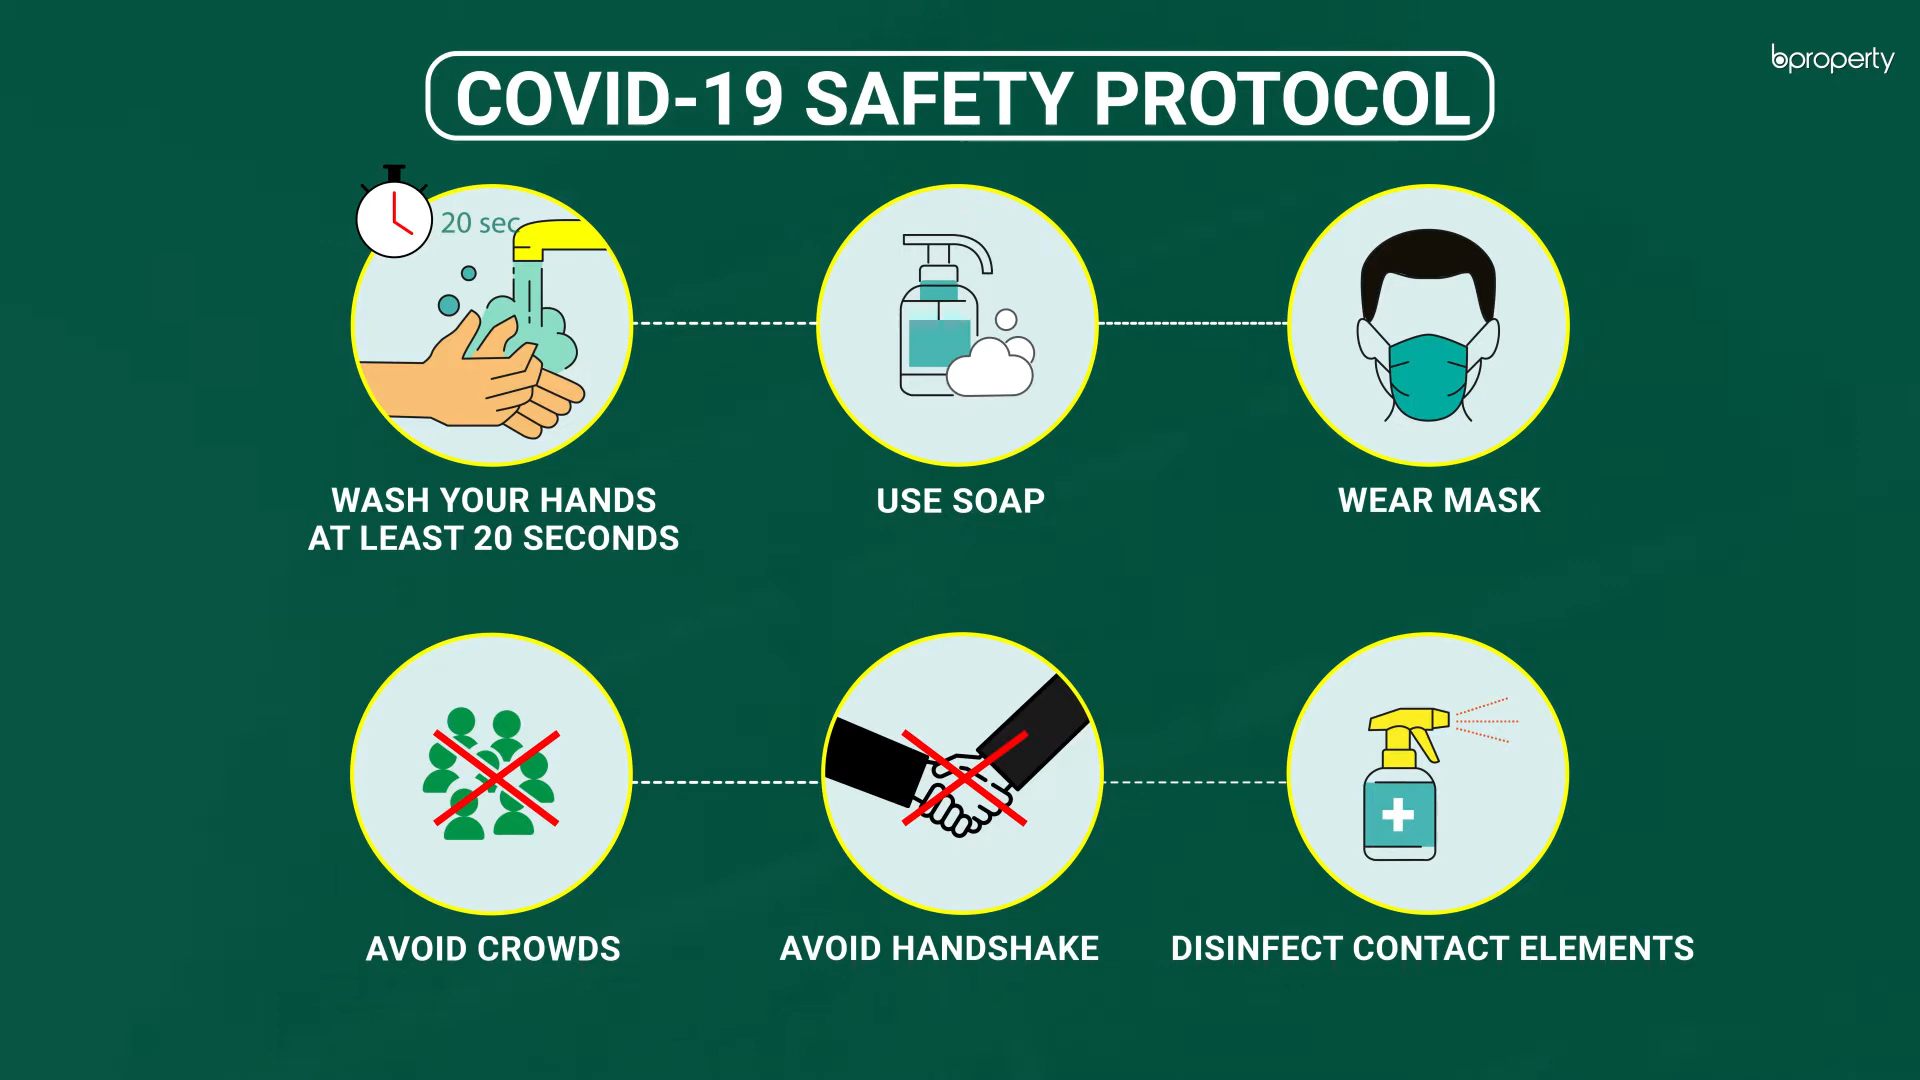 COVID-19 SAFETY PROTOCOL
bproperty
20 sec
WASH YOUR HANDS
AT LEAST 20 SECONDS
USE SOAP
WEAR MASK
AVOID CROWDS
AVOID HANDSHAKE
DISINFECT CONTACT ELEMENTS